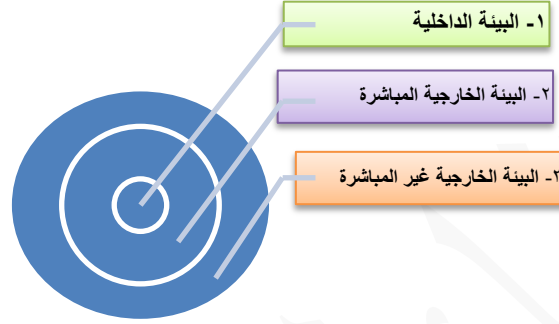 ١- البيئة الداخلية
٢- البيئة الخارجية المباشرة
٢- البيئة الخارجية غير المباشرة